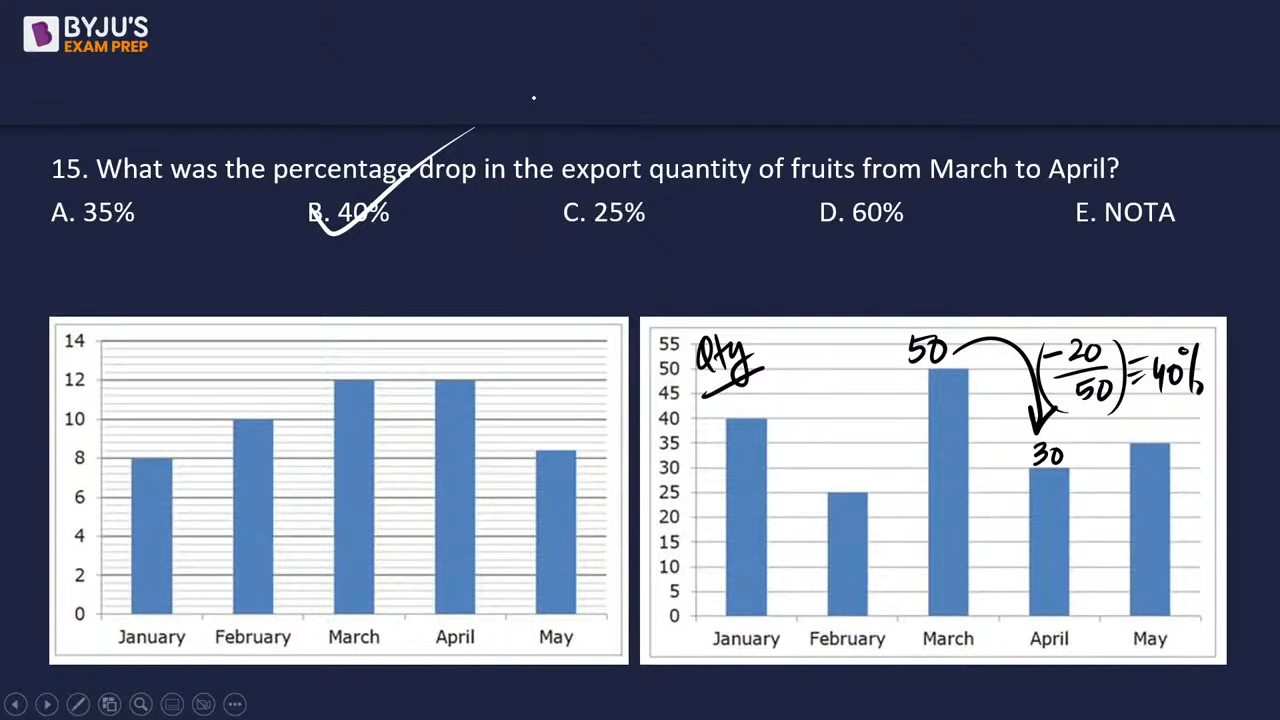 BYJU'S
EXAM PREP
15. What was the percentage drop in the export quantity of fruits from March to April?
A. 35% B. 40% C. 25% D. 60% E. NOTA
14
12
10
8
6
4
2
0
January February March April May
Qty
50
(-20/50) = 40%
30
55
50
45
40
35
30
25
20
15
10
5
0
January February March April May